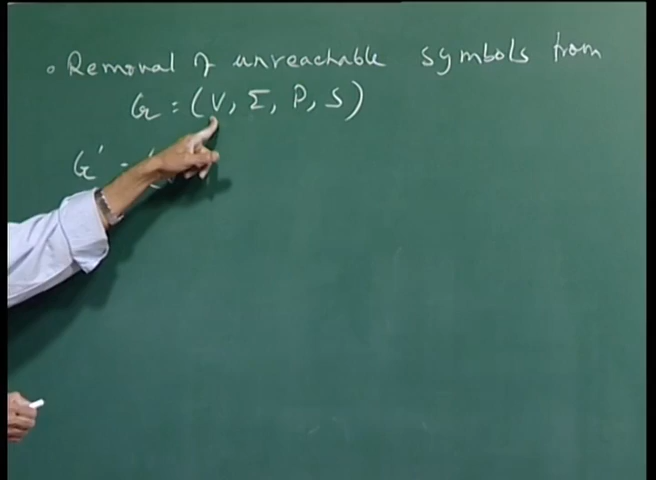 • Removal of unreachable symbols from
G = (V, Σ, P, S)
G' = (